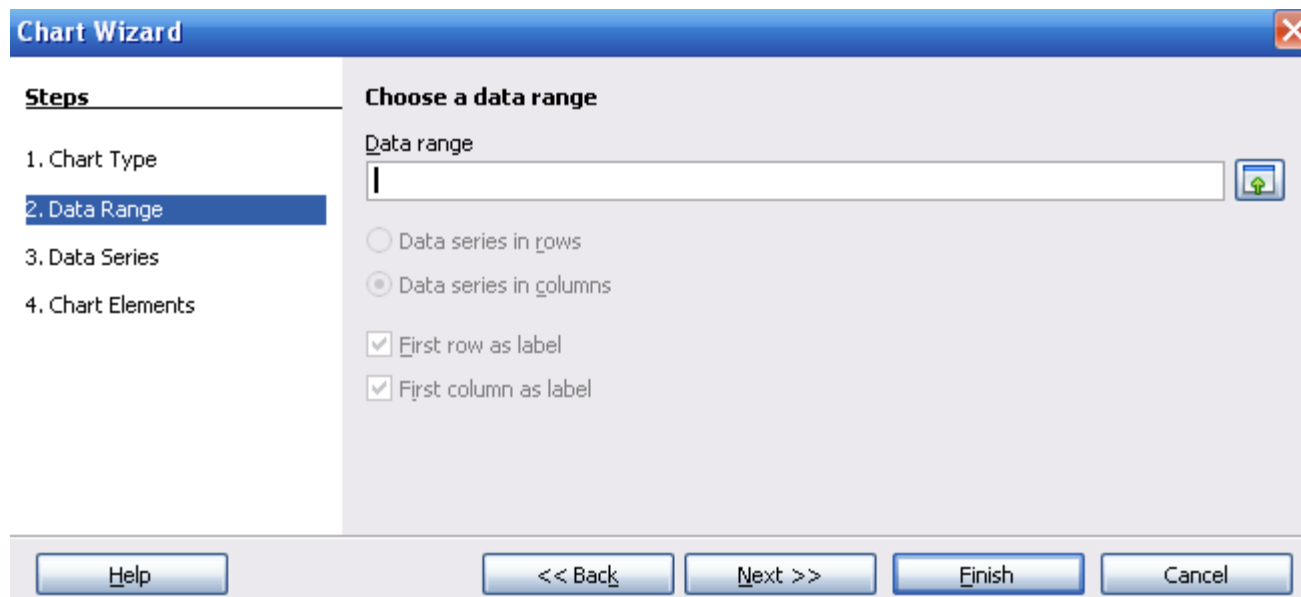 Chart Wizard
Steps
1. Chart Type
2. Data Range
3. Data Series
4. Chart Elements
Choose a data range
Data range
Data series in rows
Data series in columns
First row as label
First column as label
Help
<< Back
Next >>
Finish
Cancel